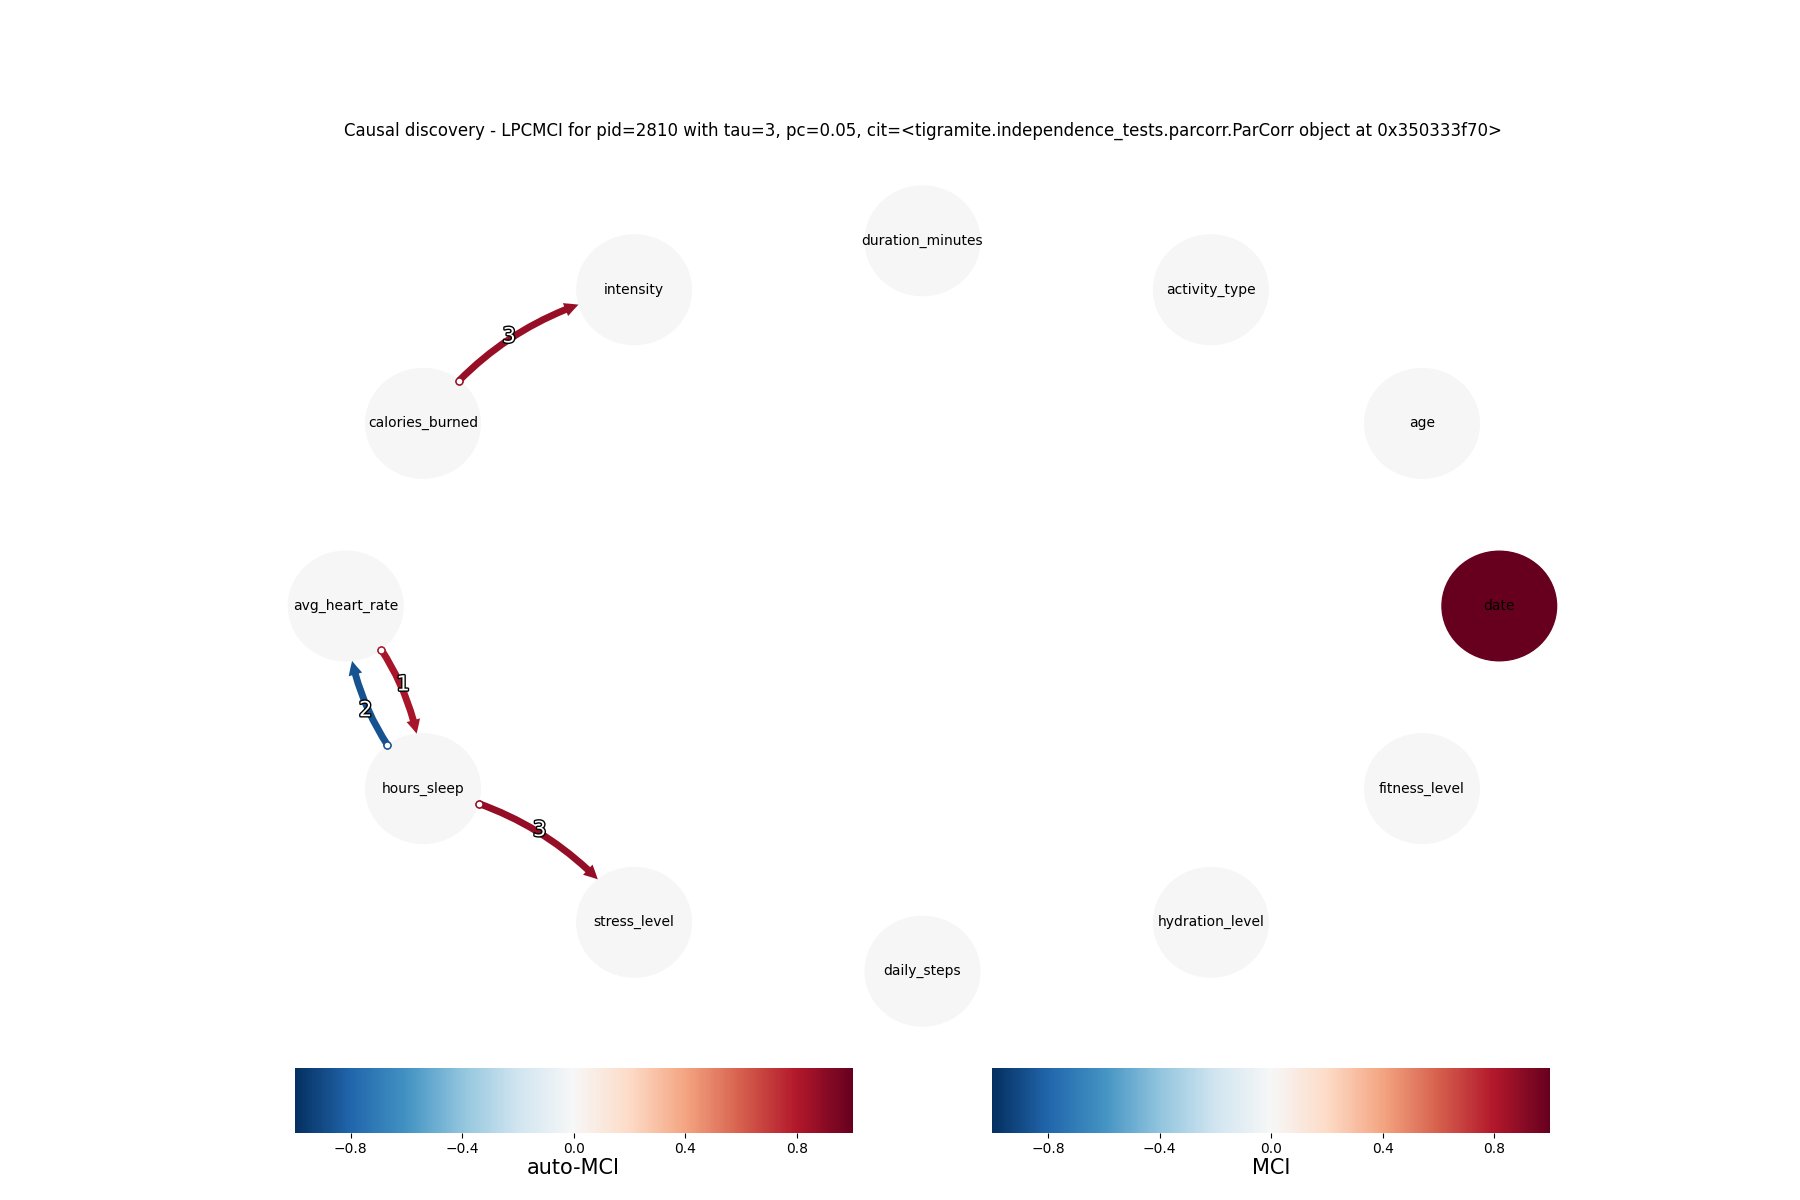 Causal discovery - LPCMCI for pid=2810 with tau=3, pc=0.05, cit=<tigramite.independence_tests.parcorr.ParCorr object at 0x350333f70>
duration_minutes
intensity
activity_type
3
calories_burned
age
avg_heart_rate
date
1
2
hours_sleep
fitness_level
3
stress_level
hydration_level
daily_steps
−0.8 −0.4 0.0 0.4 0.8
auto-MCI
−0.8 −0.4 0.0 0.4 0.8
MCI